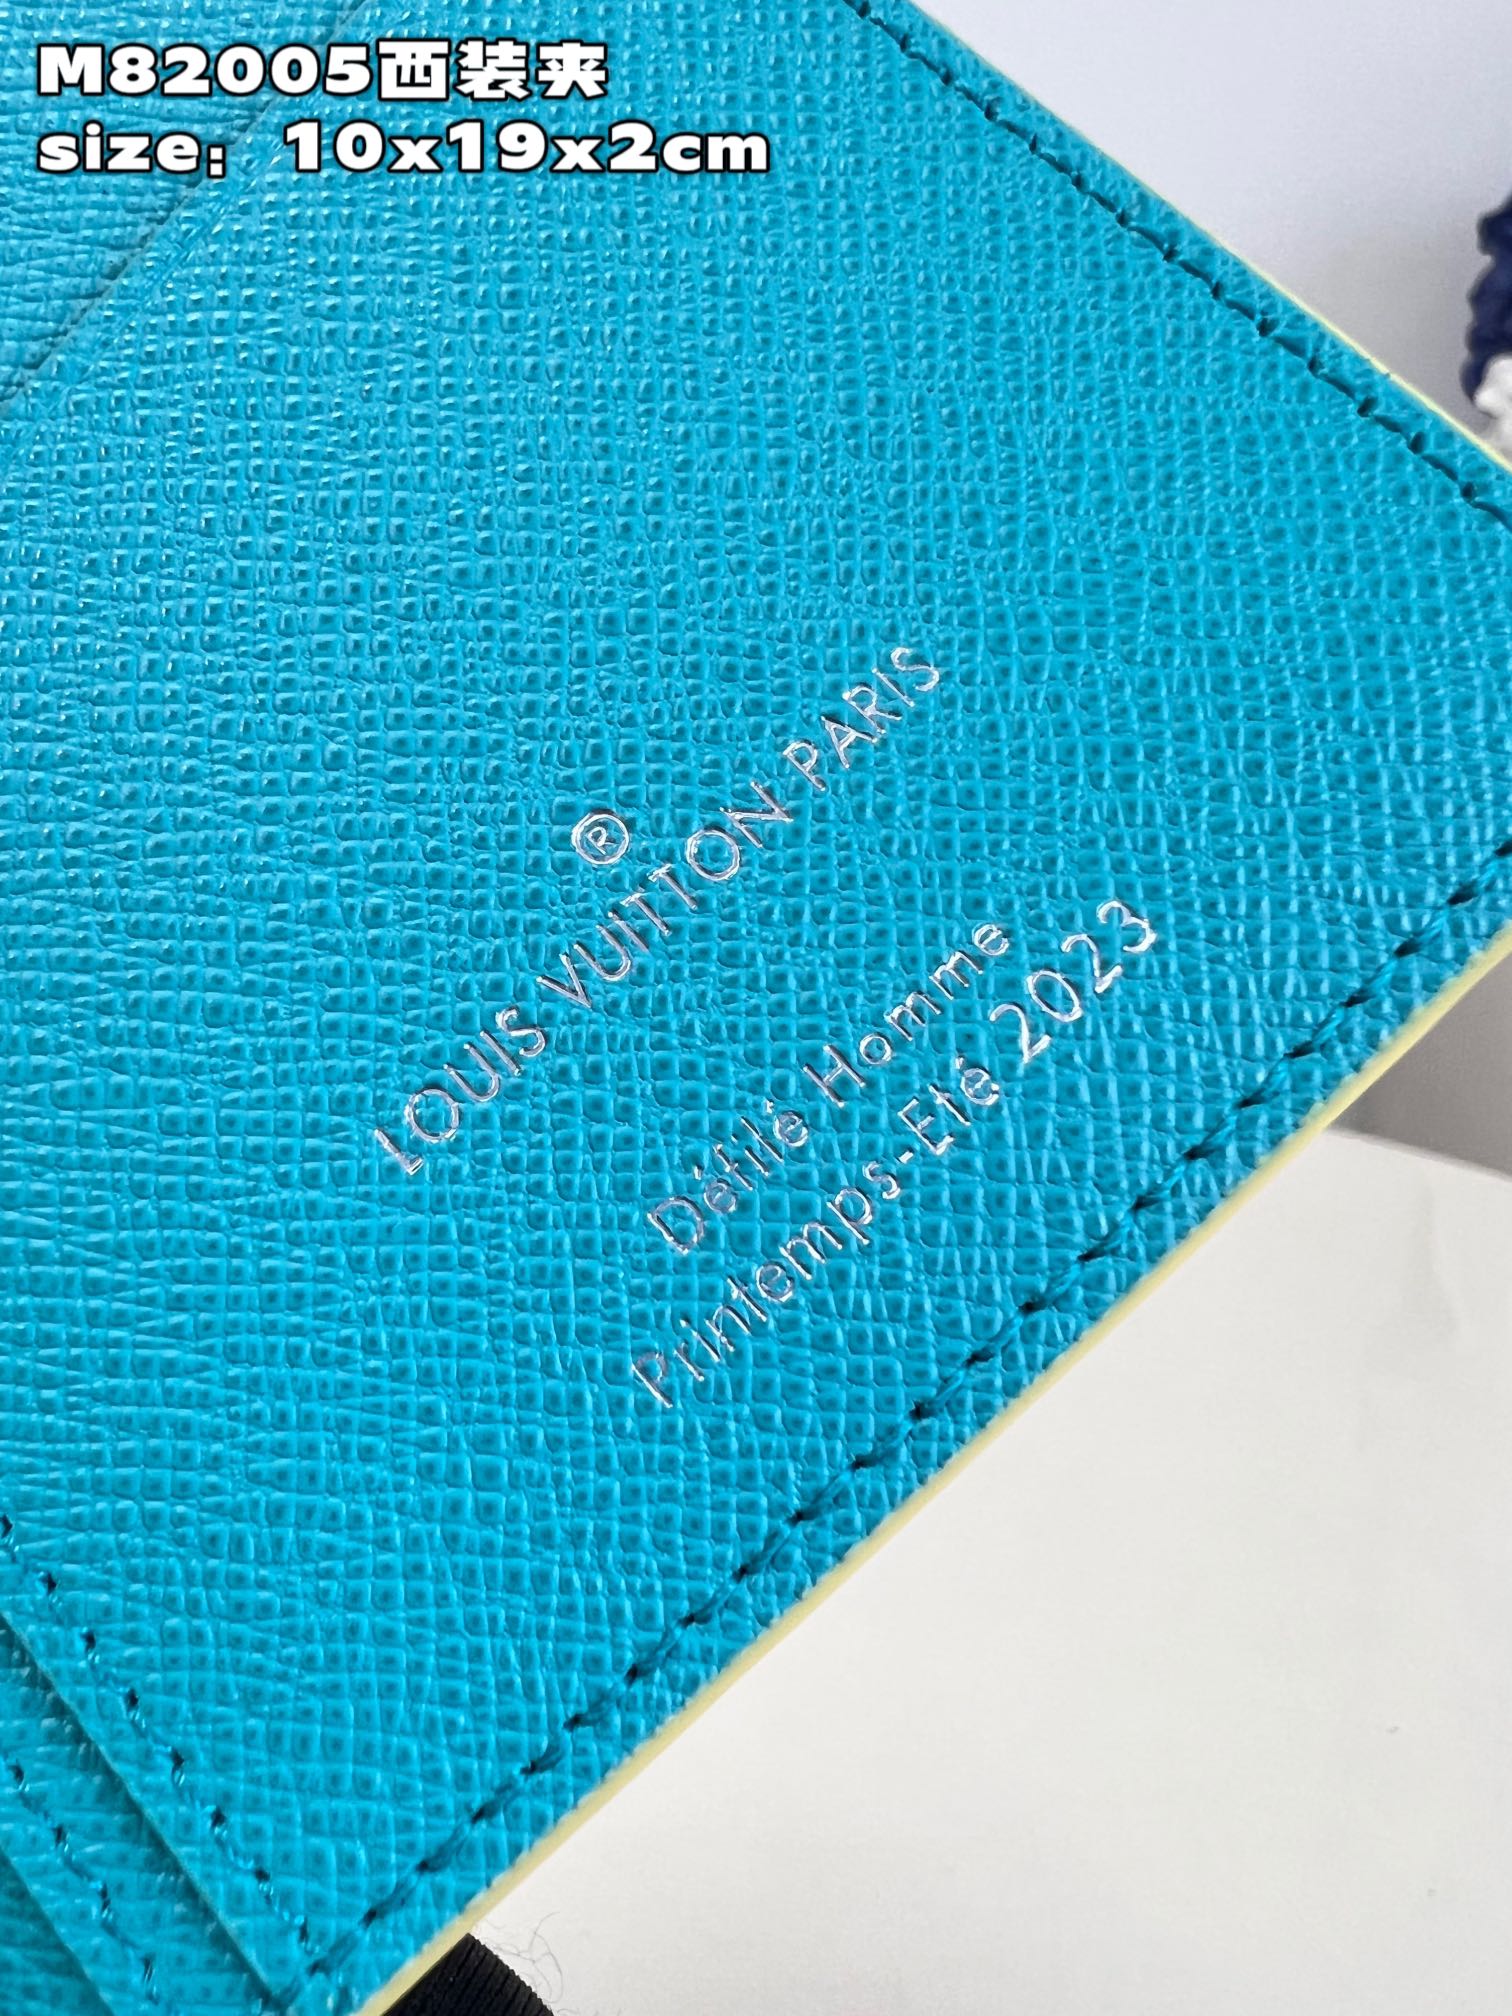 M82005西装夹
size：10x19x2cm
®
LOUIS VUITTON PARIS
Défilé Homme
Printemps-Eté 2023